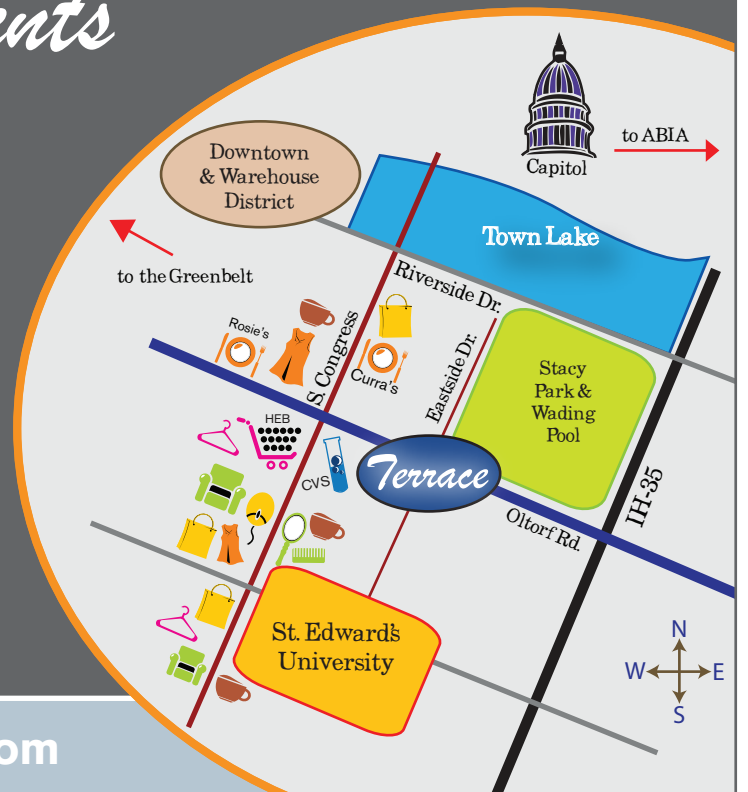 ents
Capitol
to ABIA
Downtown
& Warehouse
District
Town Lake
to the Greenbelt
Riverside Dr.
Rosie's
S. Congress
Curra's
Eastside Dr.
Stacy
Park &
Wading
Pool
HEB
CVS
Terrace
IH-35
Oltorf Rd.
St. Edward's
University
N
W E
S
om